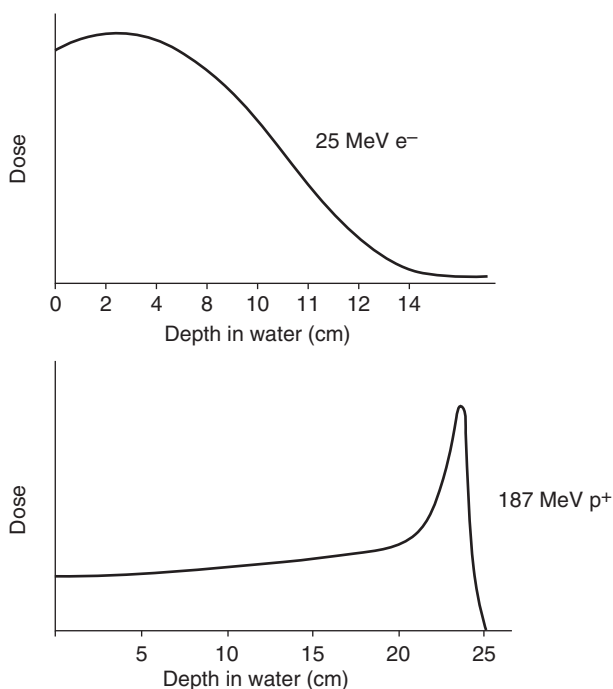 Dose
25 MeV e–
0 2 4 8 10 11 12 14
Depth in water (cm)
Dose
187 MeV p+
5 10 15 20 25
Depth in water (cm)